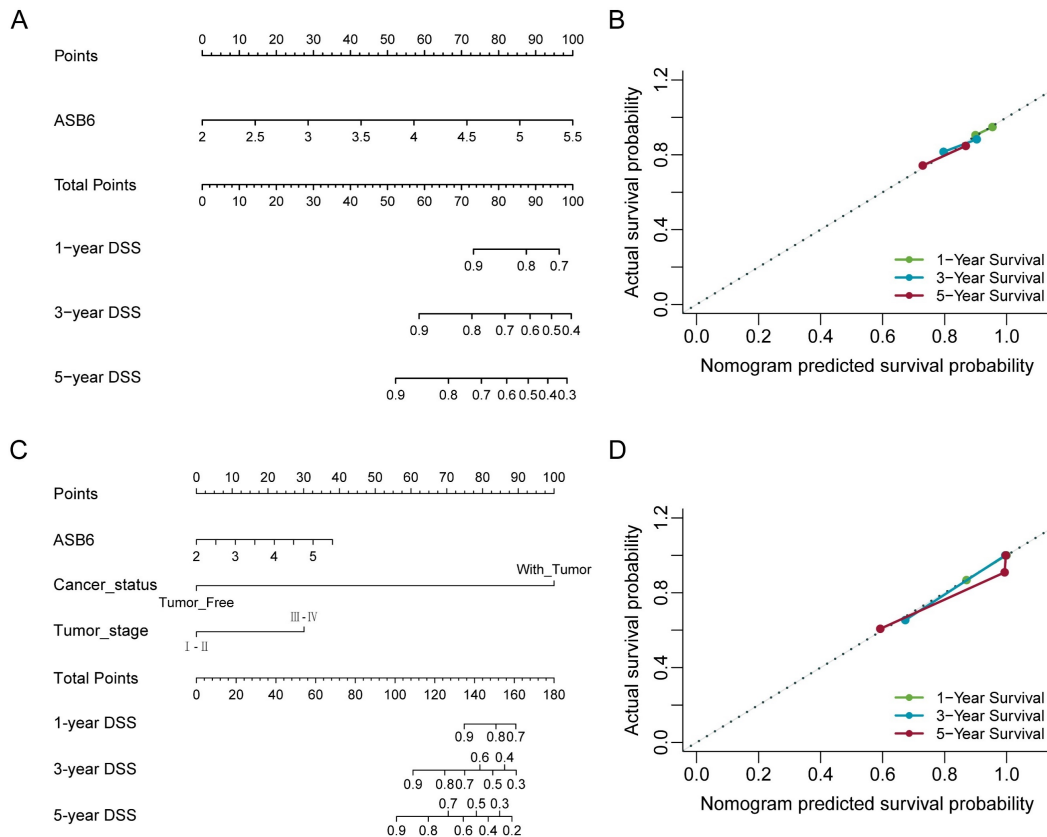 A
0 10 20 30 40 50 60 70 80 90 100
Points
ASB6
2 2.5 3 3.5 4 4.5 5 5.5
Total Points
0 10 20 30 40 50 60 70 80 90 100
1−year DSS
0.9 0.8 0.7
3−year DSS
0.9 0.8 0.7 0.6 0.5 0.4
5−year DSS
0.9 0.8 0.7 0.6 0.5 0.4 0.3
B
Actual survival probability
0.0 0.4 0.8 1.2
1−Year Survival
3−Year Survival
5−Year Survival
0.0 0.2 0.4 0.6 0.8 1.0
Nomogram predicted survival probability
C
0 10 20 30 40 50 60 70 80 90 100
Points
ASB6
2 3 4 5
With_Tumor
Cancer_status
Tumor_Free
III-IV
Tumor_stage
I-II
Total Points
0 20 40 60 80 100 120 140 160 180
1-year DSS
0.9 0.8 0.7
0.6 0.4
3-year DSS
0.9 0.8 0.7 0.5 0.3
0.7 0.5 0.3
5-year DSS
0.9 0.8 0.6 0.4 0.2
D
Actual survival probability
0.0 0.4 0.8 1.2
1−Year Survival
3−Year Survival
5−Year Survival
0.0 0.2 0.4 0.6 0.8 1.0
Nomogram predicted survival probability